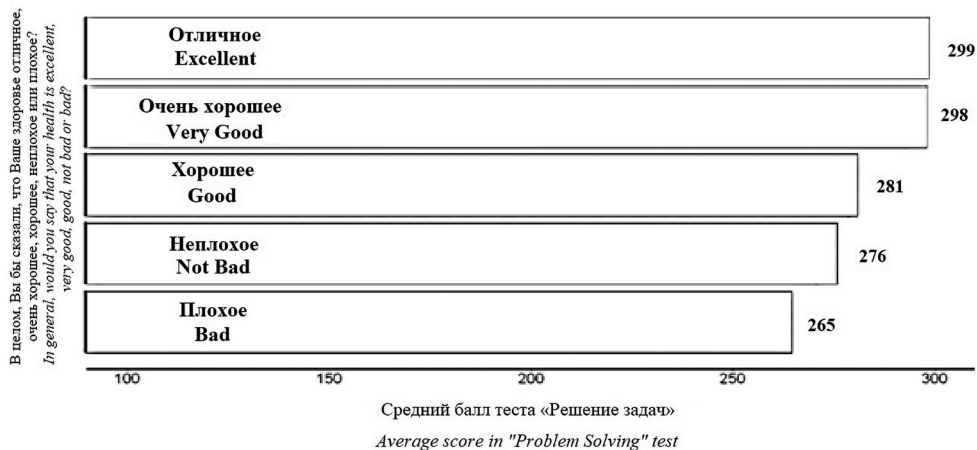 В целом, Вы бы сказали, что Ваше здоровье отличное,
очень хорошее, хорошее, неплохое или плохое?
In general, would you say that your health is excellent,
very good, good, not bad or bad?
Отличное
Excellent
299
Очень хорошее
Very Good
298
Хорошее
Good
281
Неплохое
Not Bad
276
Плохое
Bad
265
100 150 200 250 300
Средний балл теста «Решение задач»
Average score in "Problem Solving" test